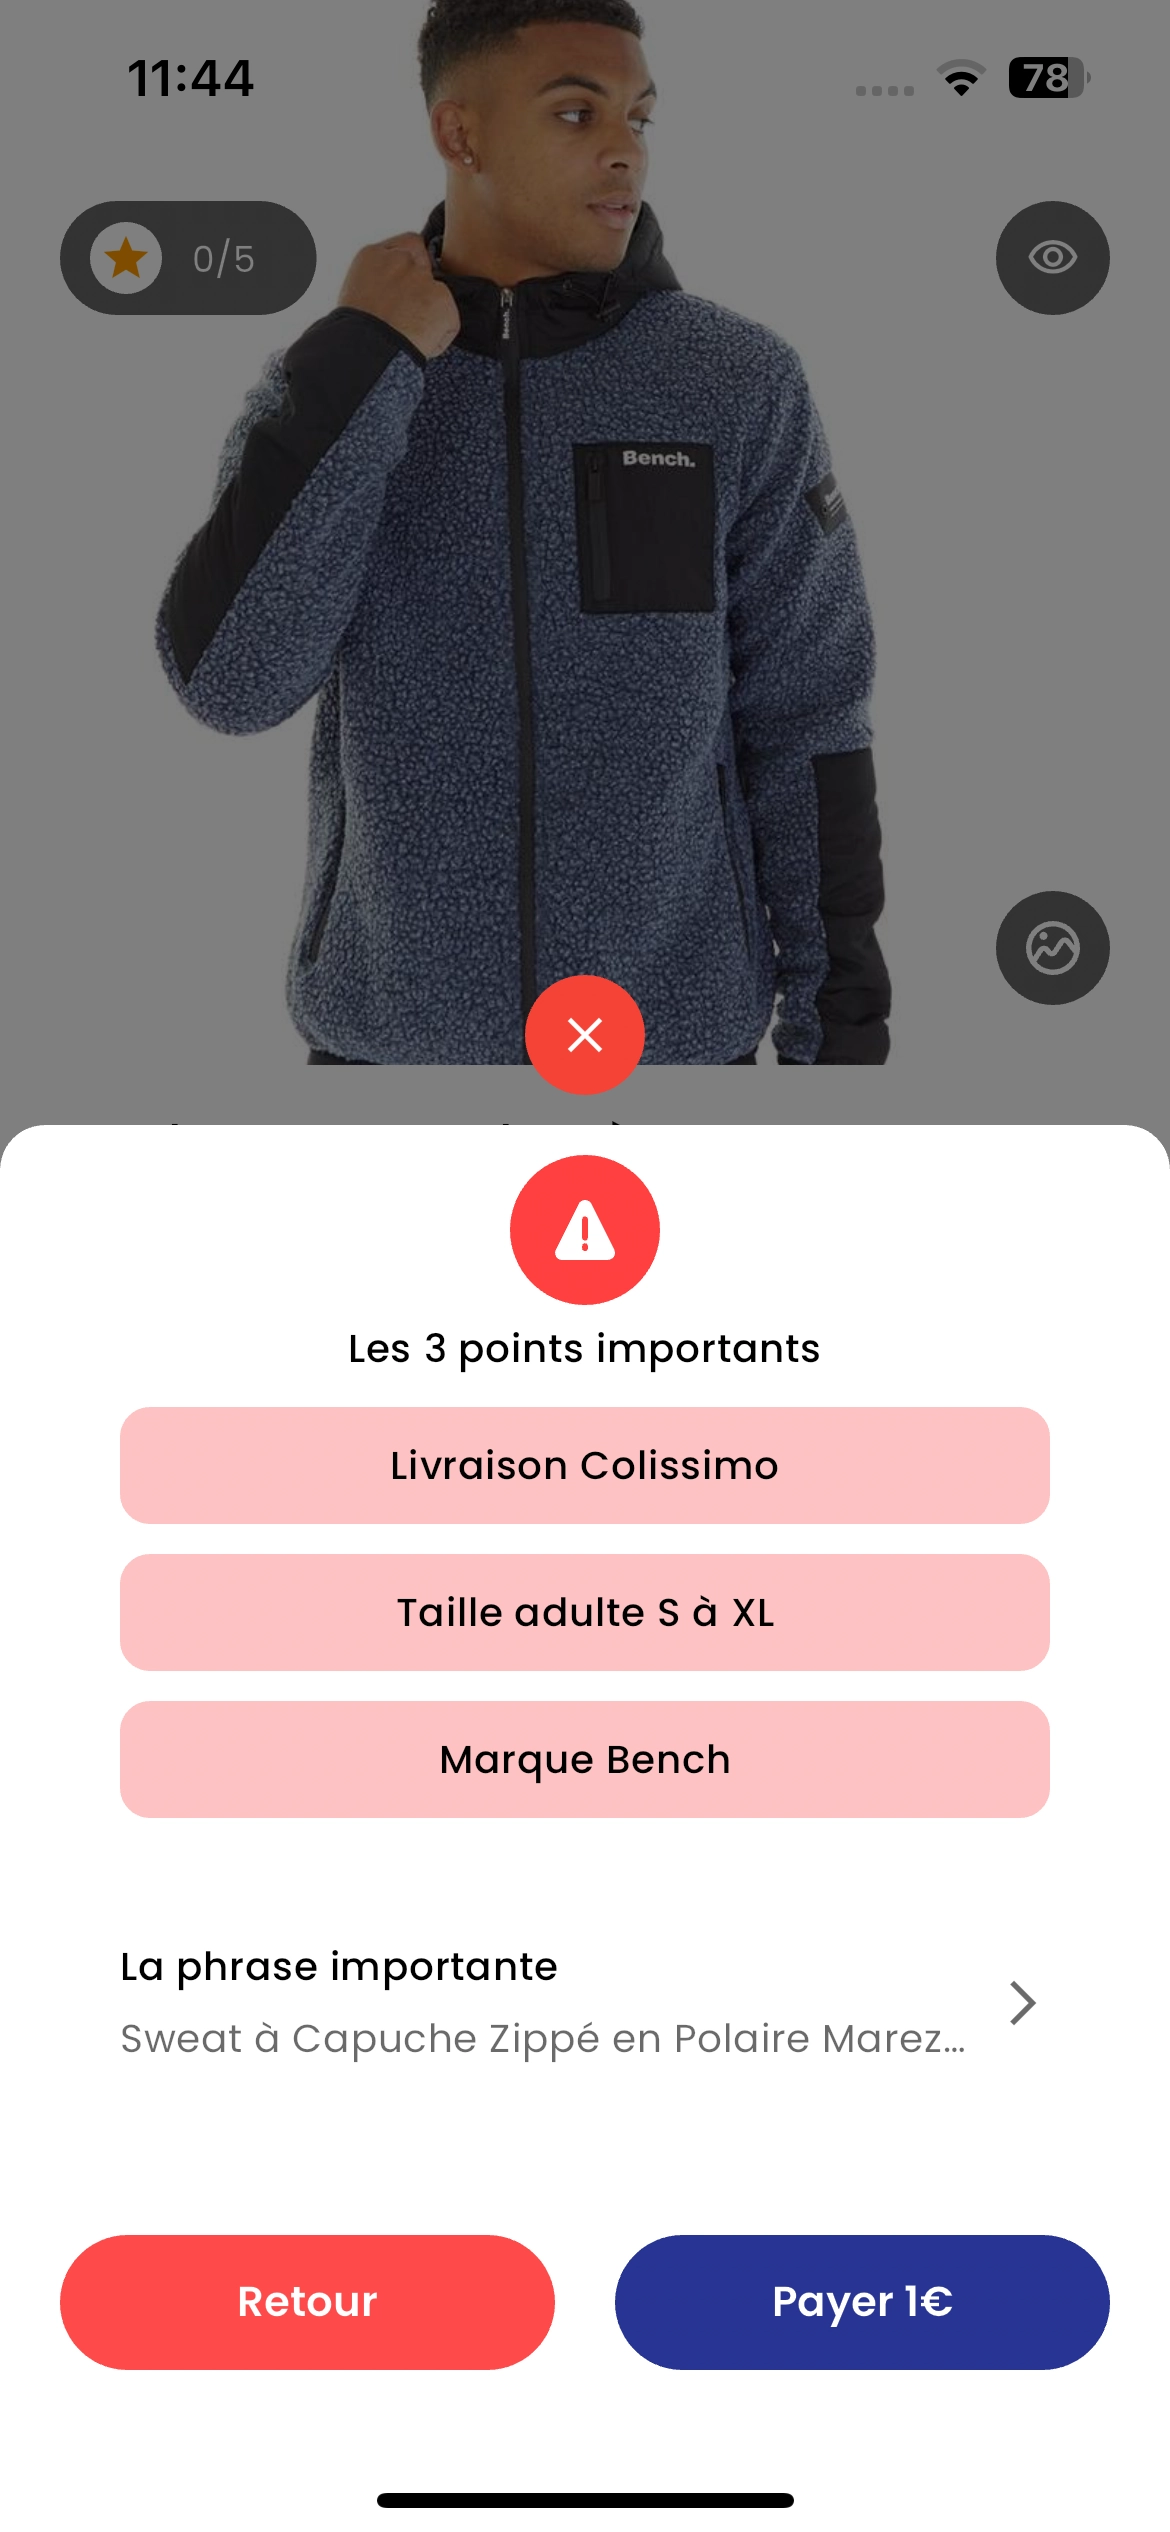 11:44
78
0/5
Bench.
Bench.
Les 3 points importants
Livraison Colissimo
Taille adulte S à XL
Marque Bench
La phrase importante
Sweat à Capuche Zippé en Polaire Marez...
Retour
Payer 1€